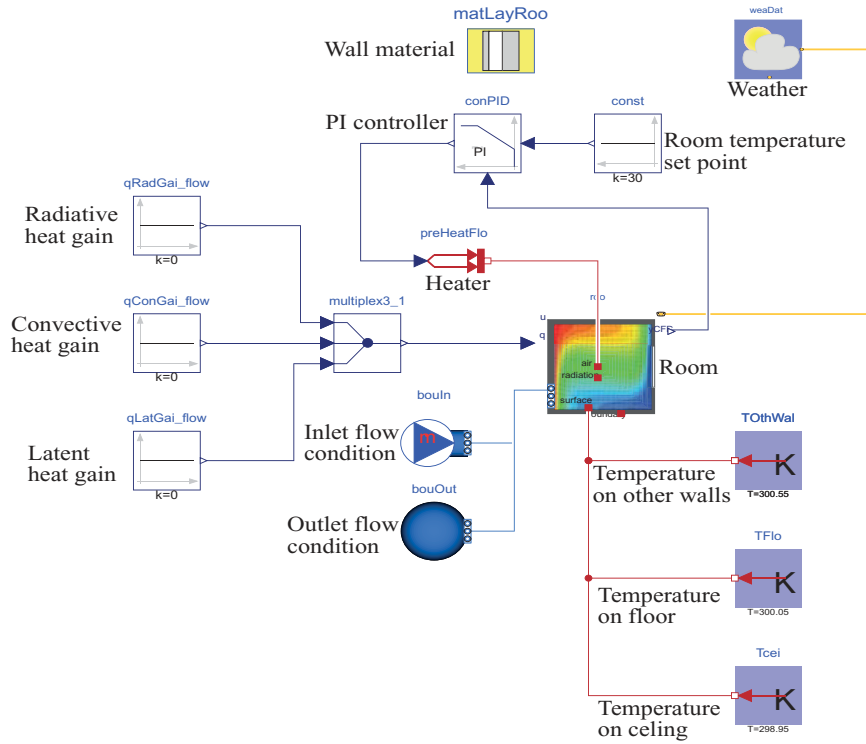 matLayRoo
Wall material
weaDat
Weather
conPID
PI controller
PI
const
k=30
Room temperature
set point
qRadGai_flow
Radiative
heat gain
k=0
preHeatFlo
Heater
qConGai_flow
Convective
heat gain
k=0
multiplex3_1
u
q
yCFD
air
radiation
surface
Room
qLatGai_flow
Latent
heat gain
k=0
bouIn
Inlet flow
condition
m
bouOut
Outlet flow
condition
TOthWal
Temperature
on other walls
K
T=300.55
TFlo
Temperature
on floor
K
T=300.05
Tcei
Temperature
on celing
K
T=298.95